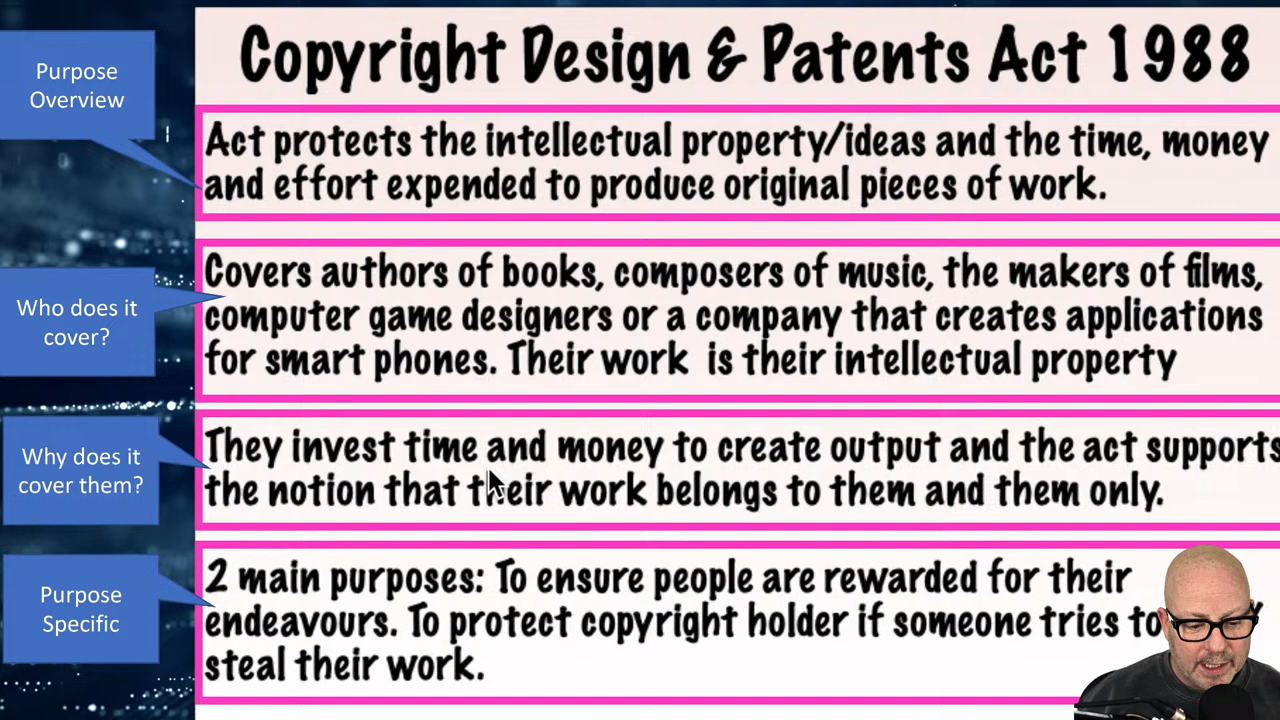 Copyright Design & Patents Act 1988
Purpose
Overview
Act protects the intellectual property/ideas and the time, money
and effort expended to produce original pieces of work.
Who does it
cover?
Covers authors of books, composers of music, the makers of films,
computer game designers or a company that creates applications
for smart phones. Their work is their intellectual property
Why does it
cover them?
They invest time and money to create output and the act supports
the notion that their work belongs to them and them only.
Purpose
Specific
2 main purposes: To ensure people are rewarded for their
endeavours. To protect copyright holder if someone tries to
steal their work.